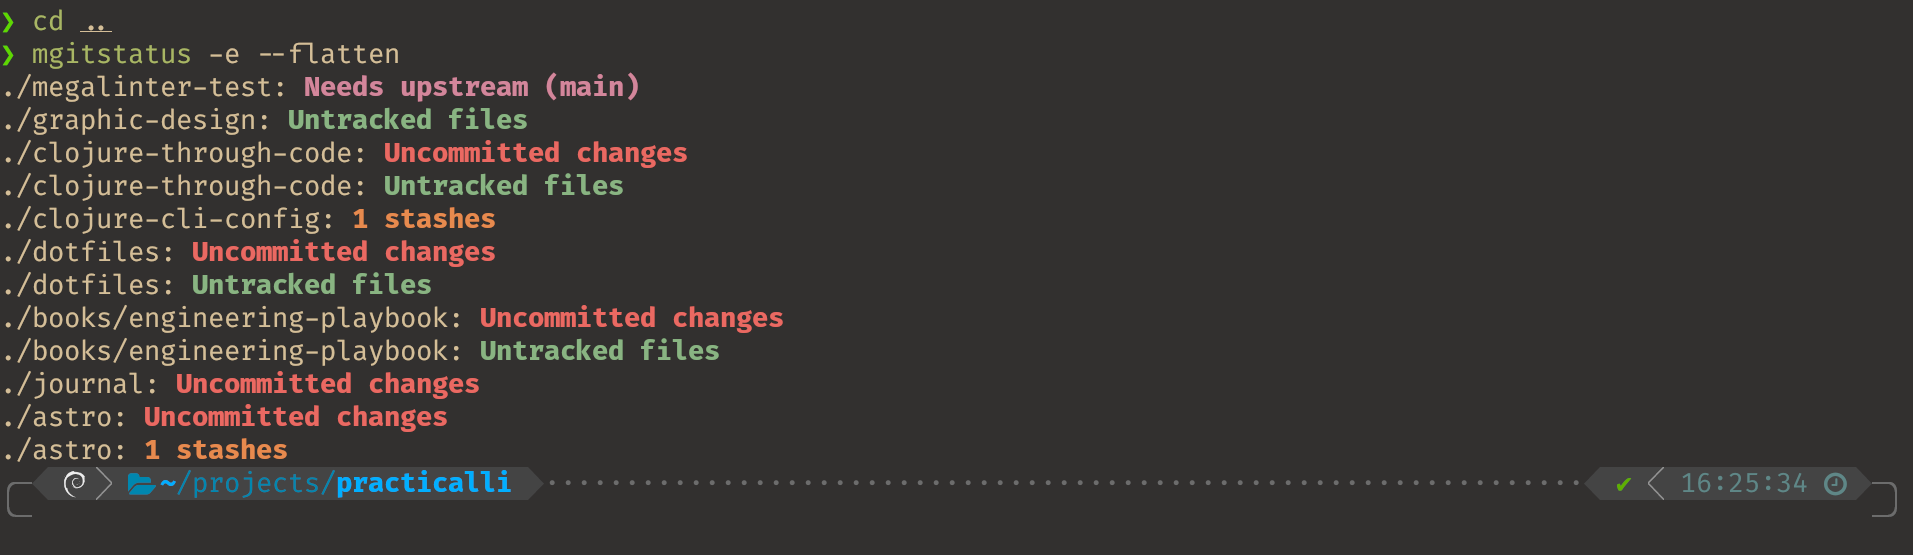 ❯ cd ..
❯ mgitstatus -e --flatten
./megalinter-test: Needs upstream (main)
./graphic-design: Untracked files
./clojure-through-code: Uncommitted changes
./clojure-through-code: Untracked files
./clojure-cli-config: 1 stashes
./dotfiles: Uncommitted changes
./dotfiles: Untracked files
./books/engineering-playbook: Uncommitted changes
./books/engineering-playbook: Untracked files
./journal: Uncommitted changes
./astro: Uncommitted changes
./astro: 1 stashes
~/projects/practicalli ✔ 16:25:34